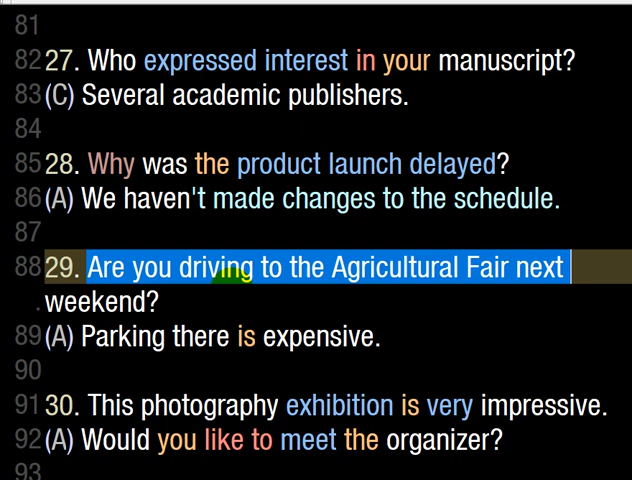 81
82 27. Who expressed interest in your manuscript?
83 (C) Several academic publishers.
84
85 28. Why was the product launch delayed?
86 (A) We haven't made changes to the schedule.
87
88 29. Are you driving to the Agricultural Fair next
. weekend?
89 (A) Parking there is expensive.
90
91 30. This photography exhibition is very impressive.
92 (A) Would you like to meet the organizer?
93